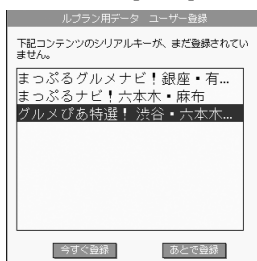 ルプラン用データ　ユーザー登録
下記コンテンツのシリアルキーが、まだ登録されてい
ません。
まっぷるグルメナビ！銀座・有...
まっぷるナビ！六本木・麻布
グルメぴあ特選！渋谷・六本木...
今すぐ登録
あとで登録